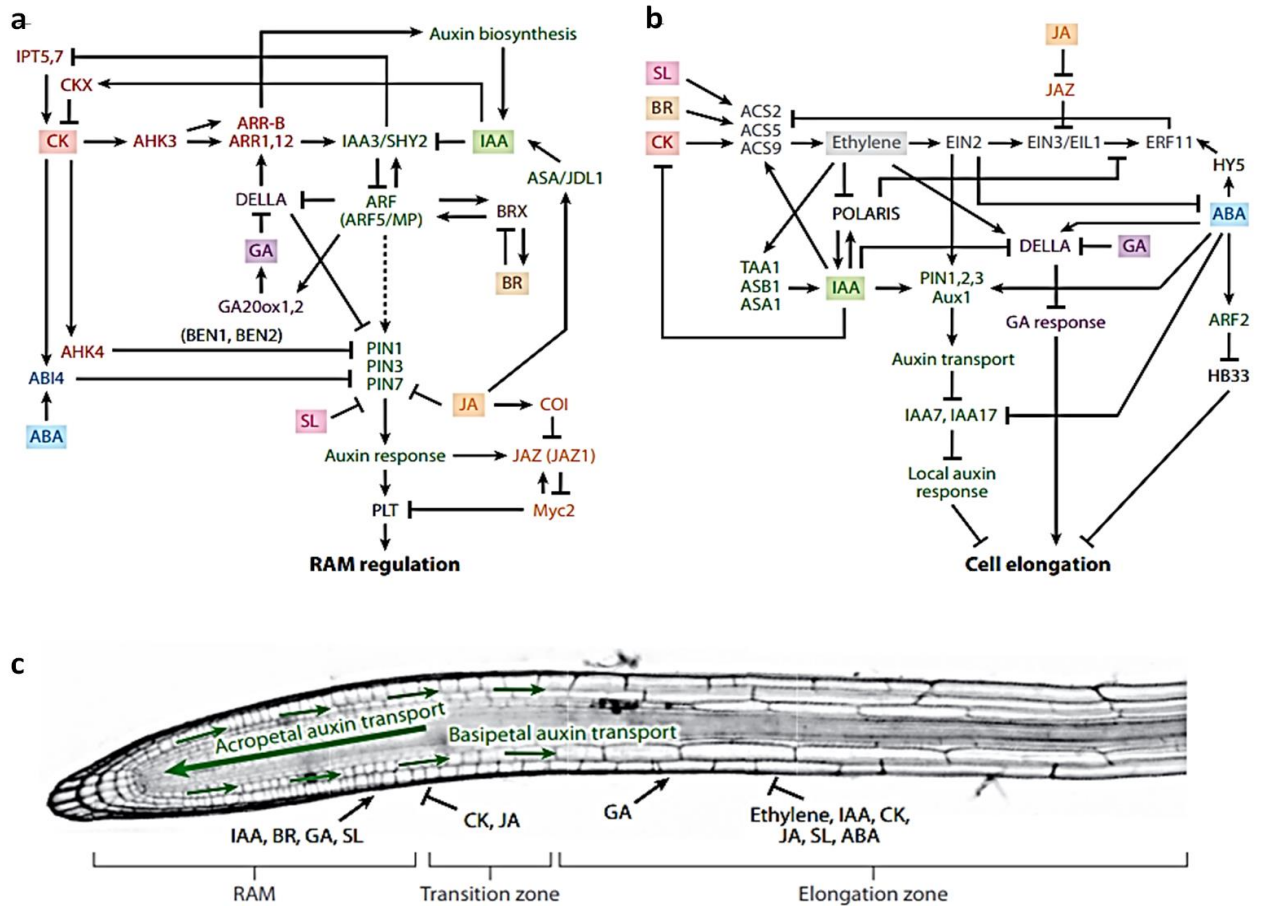 a
Auxin biosynthesis
IPT5,7
CKX
CK
AHK3
ARR-B
ARR1,12
IAA3/SHY2
IAA
ASA/JDL1
DELLA
ARF
(ARF5/MP)
BRX
GA
BR
GA20ox1,2
(BEN1, BEN2)
AHK4
PIN1
PIN3
PIN7
ABI4
SL
JA
COI
ABA
Auxin response
JAZ (JAZ1)
PLT
Myc2
RAM regulation
b
JA
SL
JAZ
BR
ACS2
ACS5
ACS9
CK
Ethylene
EIN2
EIN3/EIL1
ERF11
HY5
POLARIS
ABA
DELLA
GA
TAA1
ASB1
ASA1
IAA
PIN1,2,3
Aux1
GA response
ARF2
Auxin transport
HB33
IAA7, IAA17
Local auxin
response
Cell elongation
c
Acropetal auxin transport
Basipetal auxin transport
IAA, BR, GA, SL
CK, JA
GA
Ethylene, IAA, CK,
JA, SL, ABA
RAM
Transition zone
Elongation zone